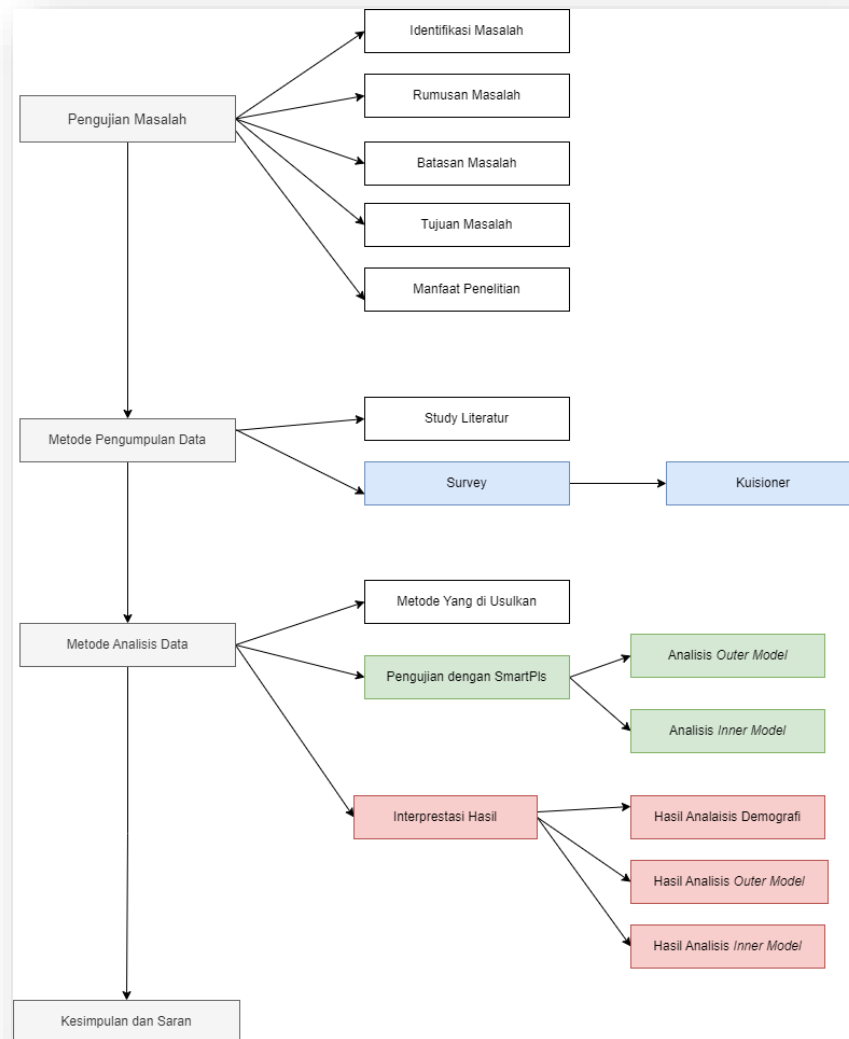 Identifikasi Masalah
Rumusan Masalah
Pengujian Masalah
Batasan Masalah
Tujuan Masalah
Manfaat Penelitian
Study Literatur
Metode Pengumpulan Data
Survey
Kuisioner
Metode Yang di Usulkan
Metode Analisis Data
Pengujian dengan SmartPls
Analisis Outer Model
Analisis Inner Model
Interprestasi Hasil
Hasil Analaisis Demografi
Hasil Analisis Outer Model
Hasil Analisis Inner Model
Kesimpulan dan Saran